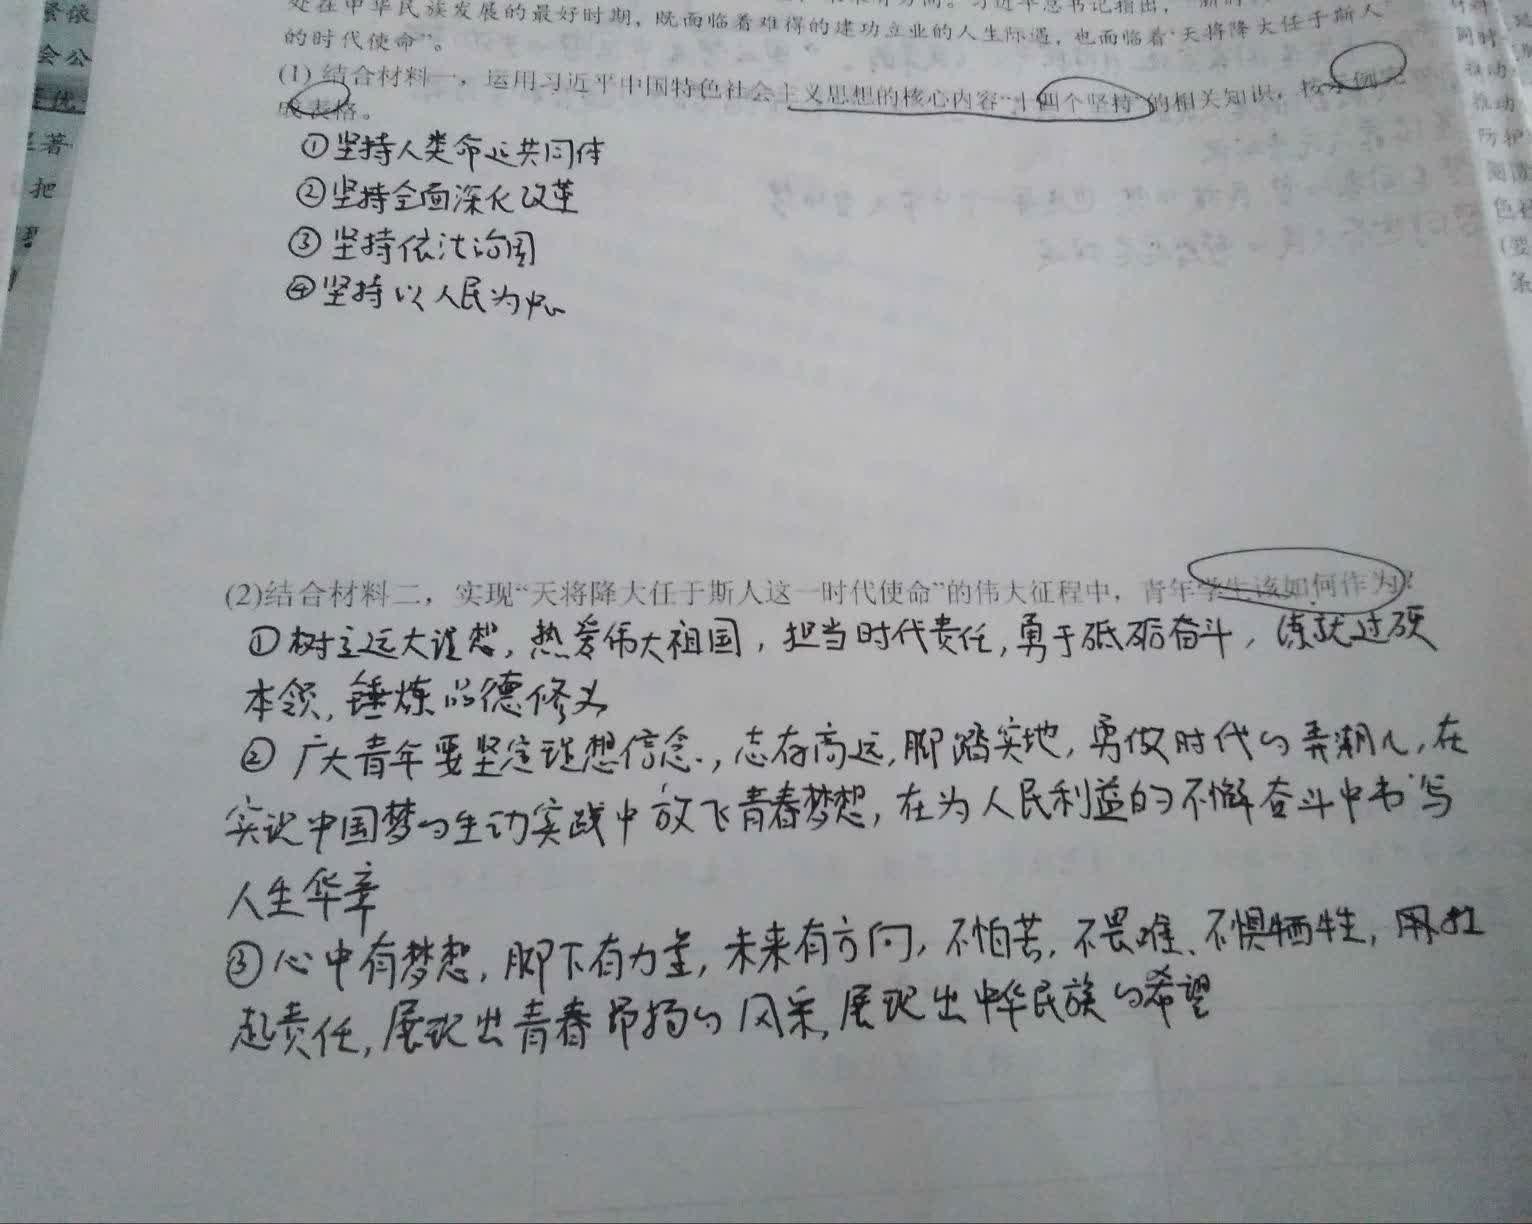 处在中华民族发展的最好时期，既面临着难得的建功立业的人生际遇，也面临着“天将降大任于斯人”
的时代使命”。
(1) 结合材料一，运用习近平中国特色社会主义思想的核心内容“十四个坚持”的相关知识，按示例完
表格。
①坚持人类命运共同体
②坚持全面深化改革
③坚持依法治国
④坚持以人民为中心
(2)结合材料二，实现“天将降大任于斯人这一时代使命”的伟大征程中，青年学生该如何作为？
①树立远大理想，热爱伟大祖国，担当时代责任，勇于砥砺奋斗，练就过硬
本领，锤炼品德修为
②广大青年要坚定理想信念，志存高远，脚踏实地，勇做时代的弄潮儿，在
实现中国梦的生动实践中放飞青春梦想，在为人民利益的不懈奋斗中书写
人生华章
③心中有梦想，脚下有力量，未来有方向，不怕苦，不畏难、不惧牺牲，用扛
起责任，展现出青春昂扬的风采，展现出中华民族的希望
会公
著
把
同时
推动
防护